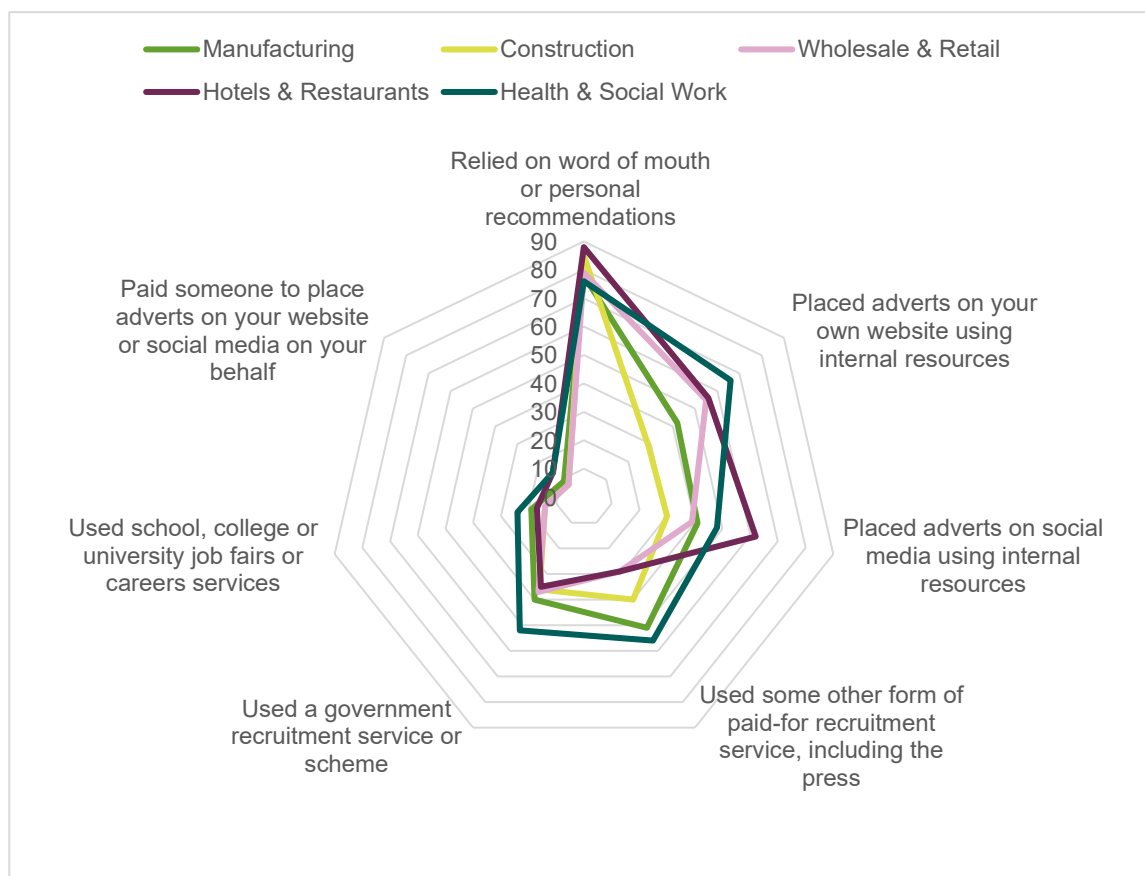 Manufacturing
Construction
Wholesale & Retail
Hotels & Restaurants
Health & Social Work
Relied on word of mouth
or personal
recommendations
90
80
70
60
50
40
30
20
10
0
Placed adverts on your
own website using
internal resources
Placed adverts on social
media using internal
resources
Used some other form of
paid-for recruitment
service, including the
press
Used a government
recruitment service or
scheme
Used school, college or
university job fairs or
careers services
Paid someone to place
adverts on your website
or social media on your
behalf